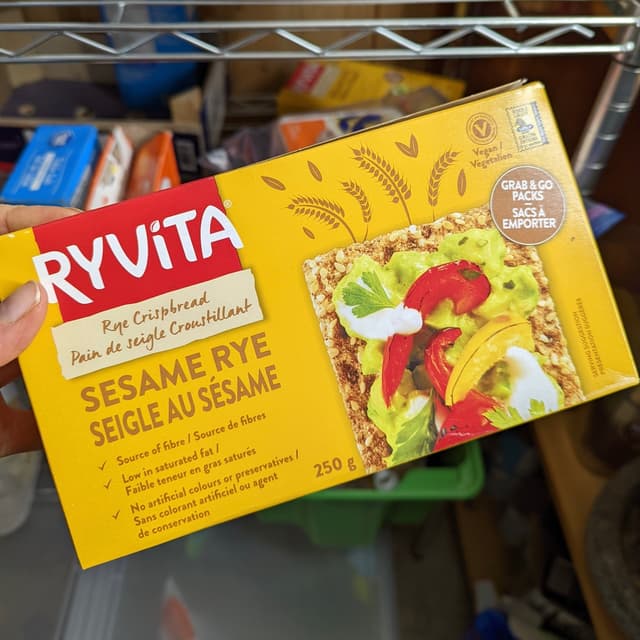 RYVITA
Rye Crispbread
Pain de seigle Croustillant
SESAME RYE
SEIGLE AU SÉSAME
✓ Source of fibre / Source de fibres
✓ Low in saturated fat /
Faible teneur en gras saturés
✓ No artificial colours or preservatives /
Sans colorant artificiel ou agent
de conservation
250 g
Vegan /
Végétalien
GRAB & GO
PACKS
SACS À
EMPORTER
SERVING SUGGESTION